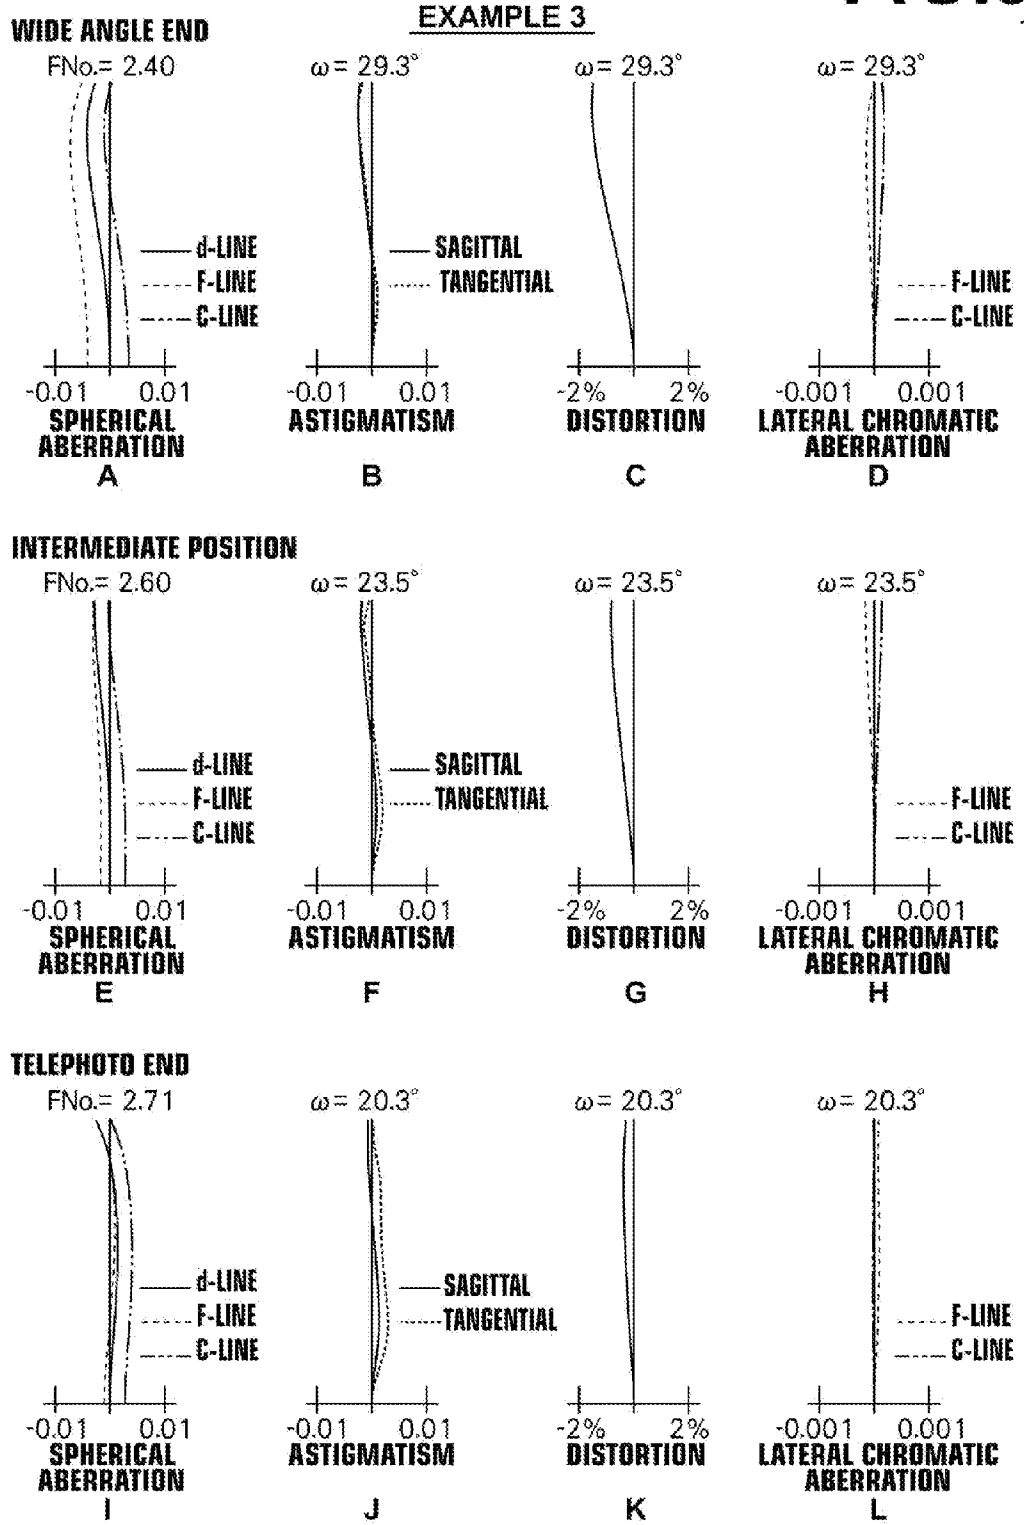 EXAMPLE 3
WIDE ANGLE END
FNo.= 2.40
ω= 29.3°
ω= 29.3°
ω= 29.3°
d-LINE
F-LINE
C-LINE
SAGITTAL
TANGENTIAL
F-LINE
C-LINE
-0.01 0.01
-0.01 0.01
-2% 2%
-0.001 0.001
SPHERICAL
ABERRATION
ASTIGMATISM
DISTORTION
LATERAL CHROMATIC
ABERRATION
A
B
C
D
INTERMEDIATE POSITION
FNo.= 2.60
ω= 23.5°
ω= 23.5°
ω= 23.5°
d-LINE
F-LINE
C-LINE
SAGITTAL
TANGENTIAL
F-LINE
C-LINE
-0.01 0.01
-0.01 0.01
-2% 2%
-0.001 0.001
SPHERICAL
ABERRATION
ASTIGMATISM
DISTORTION
LATERAL CHROMATIC
ABERRATION
E
F
G
H
TELEPHOTO END
FNo.= 2.71
ω= 20.3°
ω= 20.3°
ω= 20.3°
d-LINE
F-LINE
C-LINE
SAGITTAL
TANGENTIAL
F-LINE
C-LINE
-0.01 0.01
-0.01 0.01
-2% 2%
-0.001 0.001
SPHERICAL
ABERRATION
ASTIGMATISM
DISTORTION
LATERAL CHROMATIC
ABERRATION
I
J
K
L